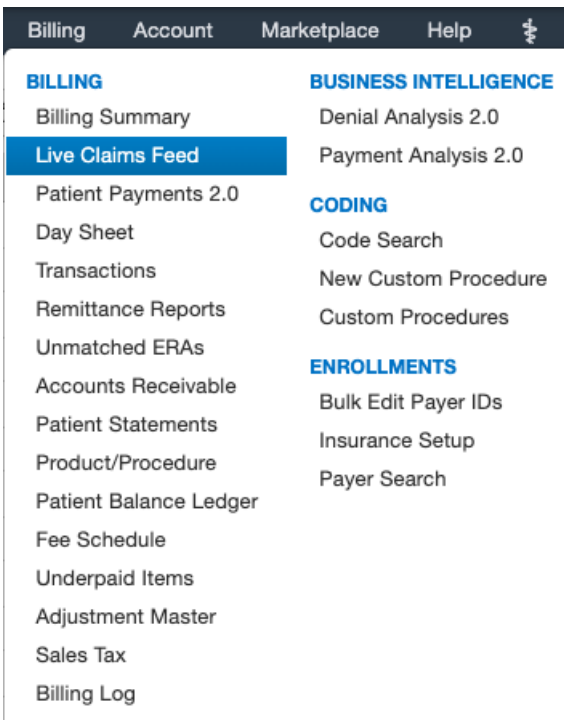 Billing Account Marketplace Help
BILLING
Billing Summary
Live Claims Feed
Patient Payments 2.0
Day Sheet
Transactions
Remittance Reports
Unmatched ERAs
Accounts Receivable
Patient Statements
Product/Procedure
Patient Balance Ledger
Fee Schedule
Underpaid Items
Adjustment Master
Sales Tax
Billing Log
BUSINESS INTELLIGENCE
Denial Analysis 2.0
Payment Analysis 2.0
CODING
Code Search
New Custom Procedure
Custom Procedures
ENROLLMENTS
Bulk Edit Payer IDs
Insurance Setup
Payer Search